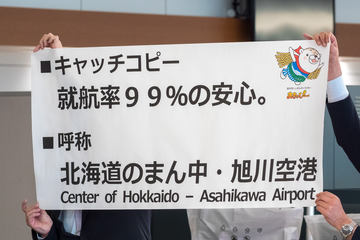 ■キャッチコピー
就航率99%の安心。
■呼称
北海道のまん中・旭川空港
Center of Hokkaido – Asahikawa Airport